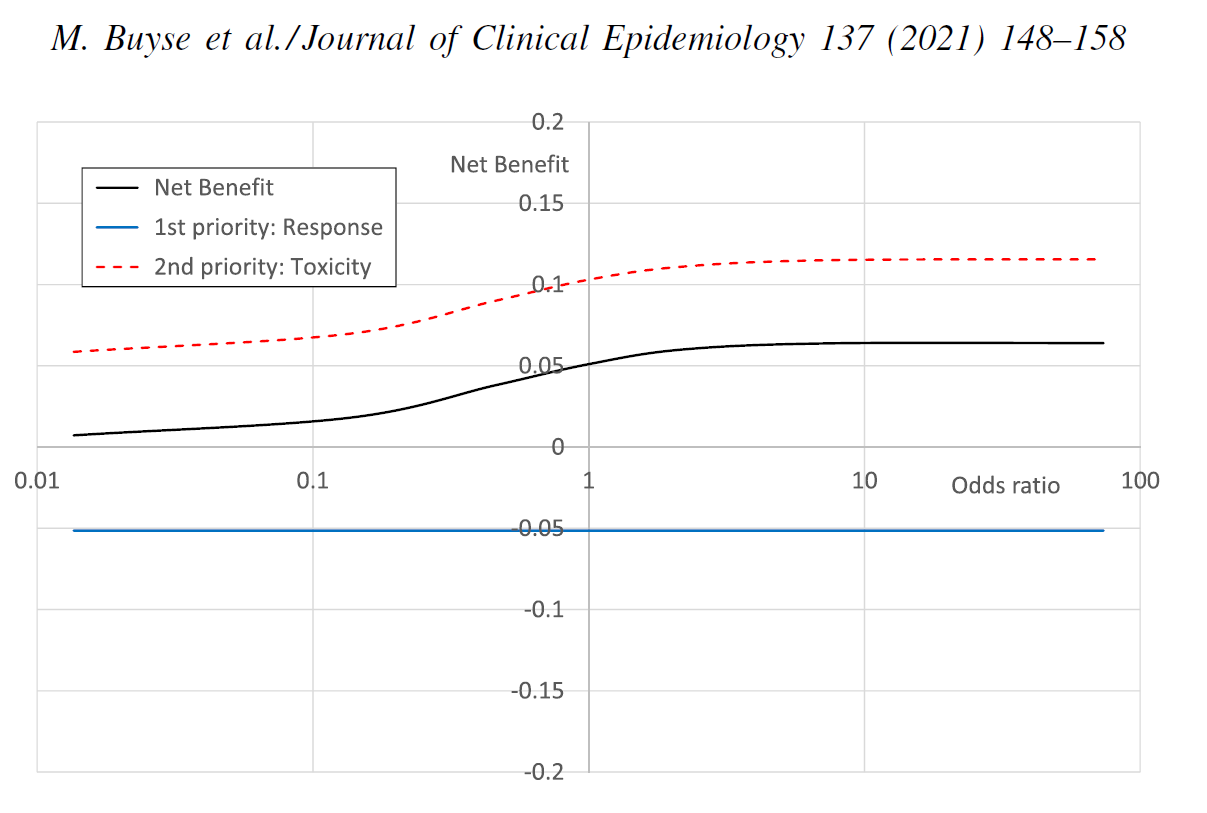 M. Buyse et al./Journal of Clinical Epidemiology 137 (2021) 148–158
0.2
Net Benefit
Net Benefit
0.15
1st priority: Response
2nd priority: Toxicity
0.1
0.05
0
0.01
0.1
1
10
Odds ratio
100
-0.05
-0.1
-0.15
-0.2